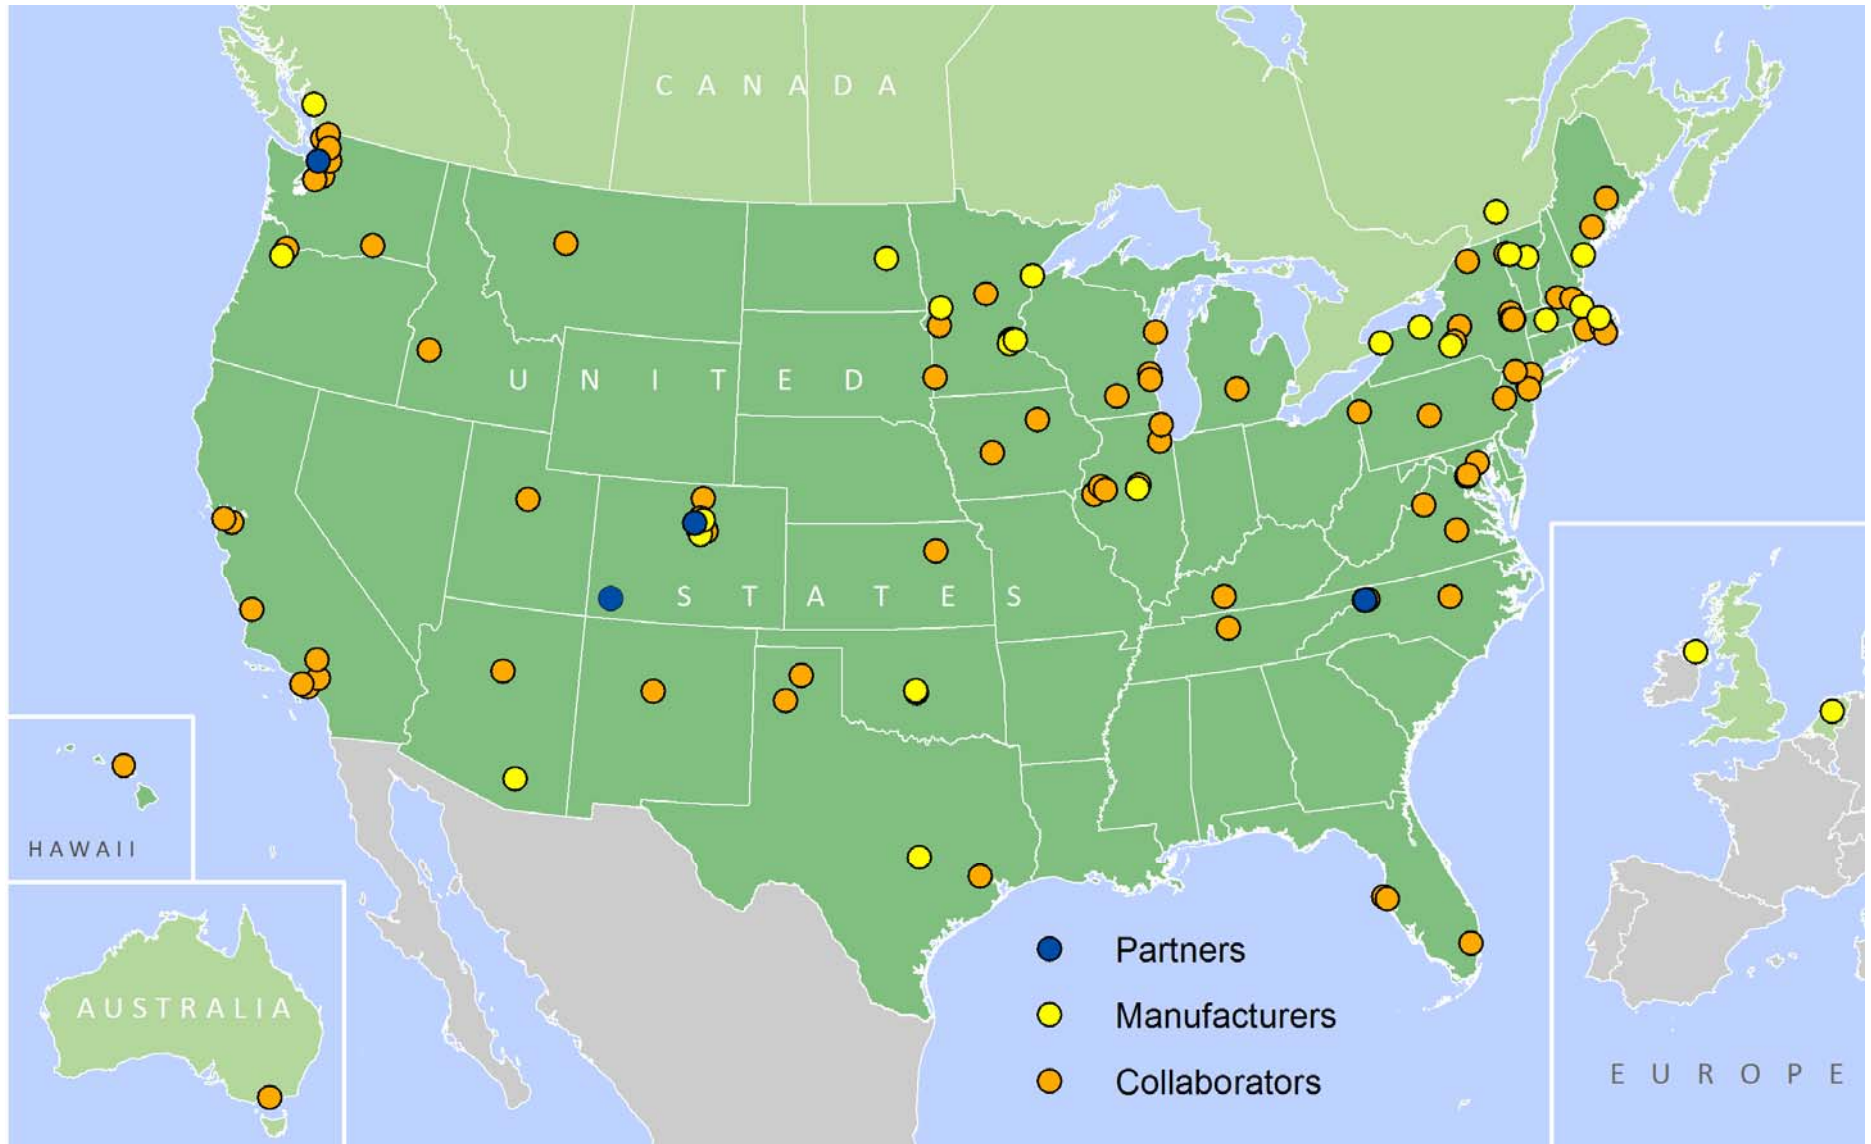 CANADA
UNITED
STATES
HAWAII
AUSTRALIA
Partners
Manufacturers
Collaborators
EUROPE